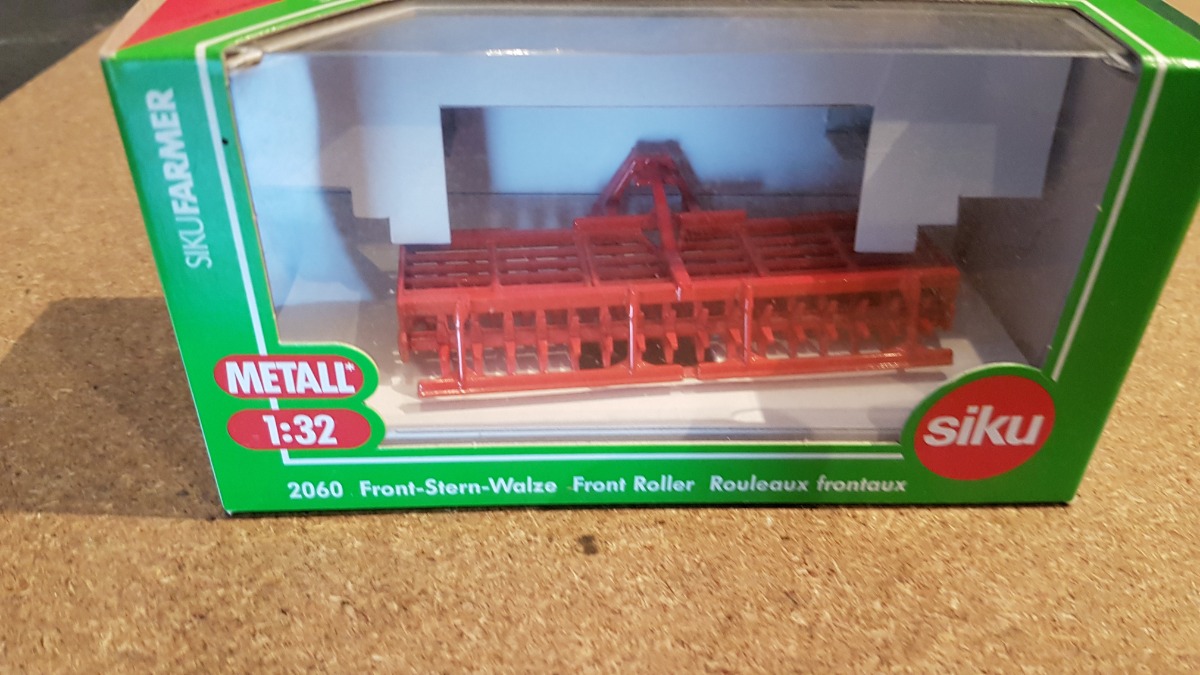 SIKUFARMER
METALL*
1:32
siku
2060 Front-Stern-Walze Front Roller Rouleaux frontaux